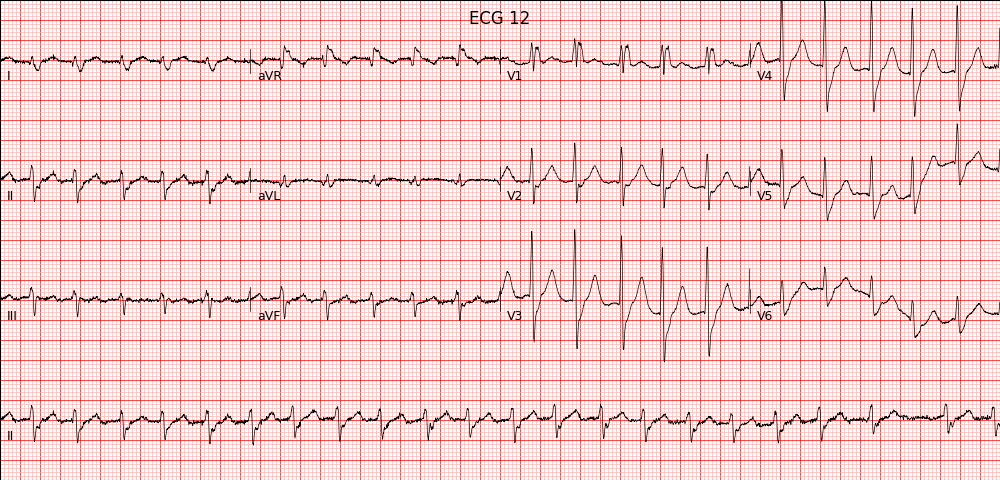 ECG 12
I aVR V1 V4
II aVL V2 V5
III aVF V3 V6
II